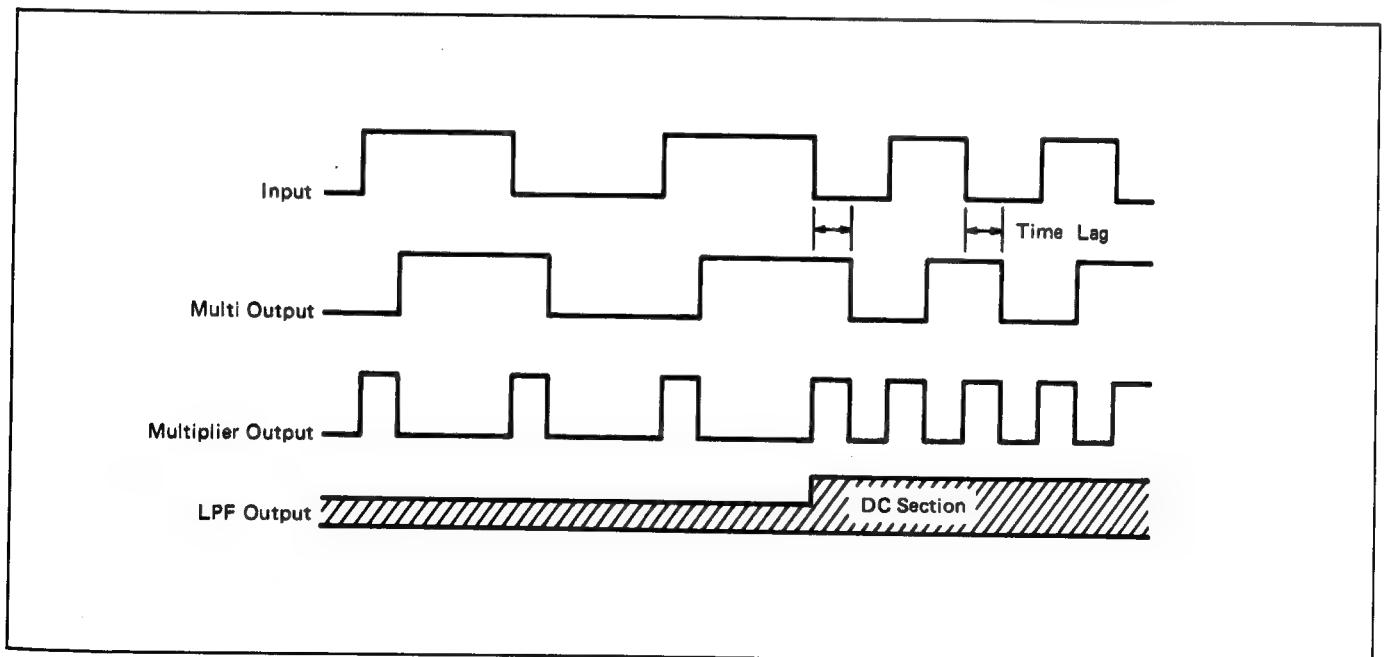 Input
Time Lag
Multi Output
Multiplier Output
LPF Output
DC Section